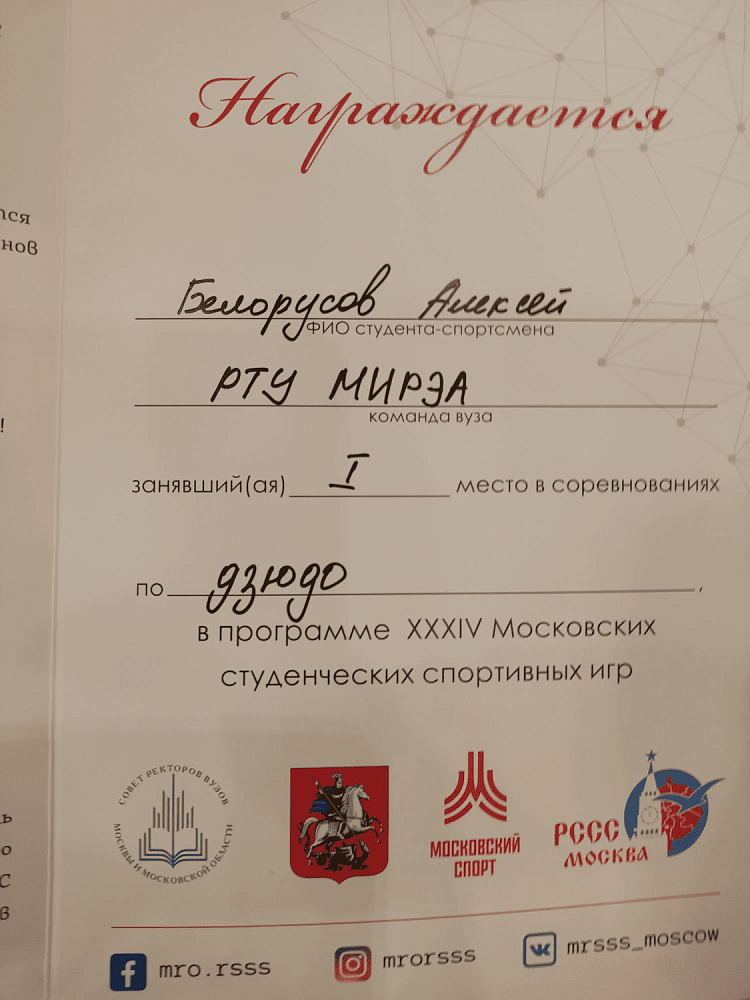 Награждается
Белорусов Алексей
ФИО студента-спортсмена
РТУ МИРЭА
команда вуза
занявший(ая) I место в соревнованиях
по дзюдо,
в программе XXXIV Московских
студенческих спортивных игр
СОВЕТ РЕКТОРОВ ВУЗОВ
МОСКВЫ И МОСКОВСКОЙ ОБЛАСТИ
МОСКОВСКИЙ
СПОРТ
РССС
МОСКВА
mro.rsss
mrorsss
mrsss_moscow